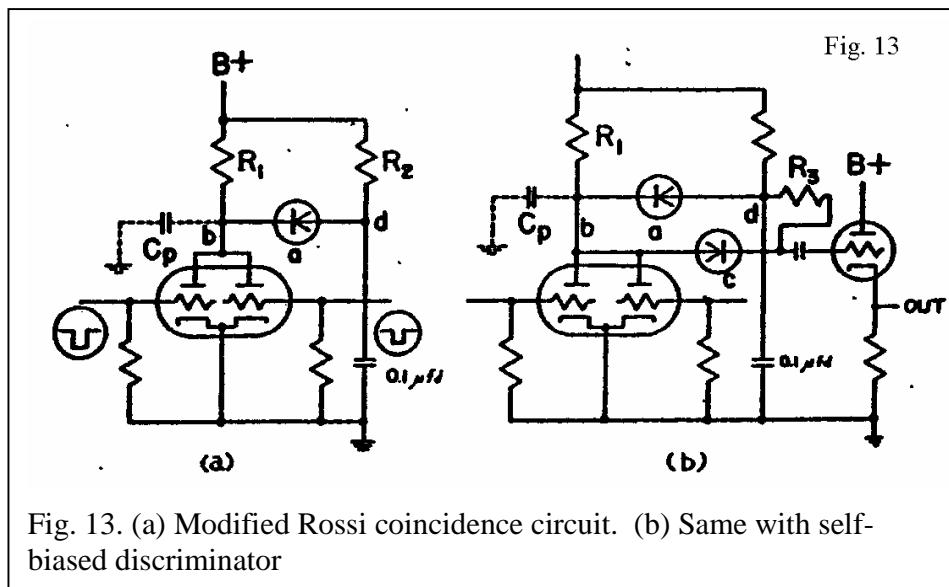 Fig. 13
B+
R1
R2
b
a
d
Cp
0.1 μfd
(a)
R1
R3
B+
b
a
d
Cp
c
OUT
0.1 μfd
(b)
Fig. 13. (a) Modified Rossi coincidence circuit. (b) Same with self-
biased discriminator